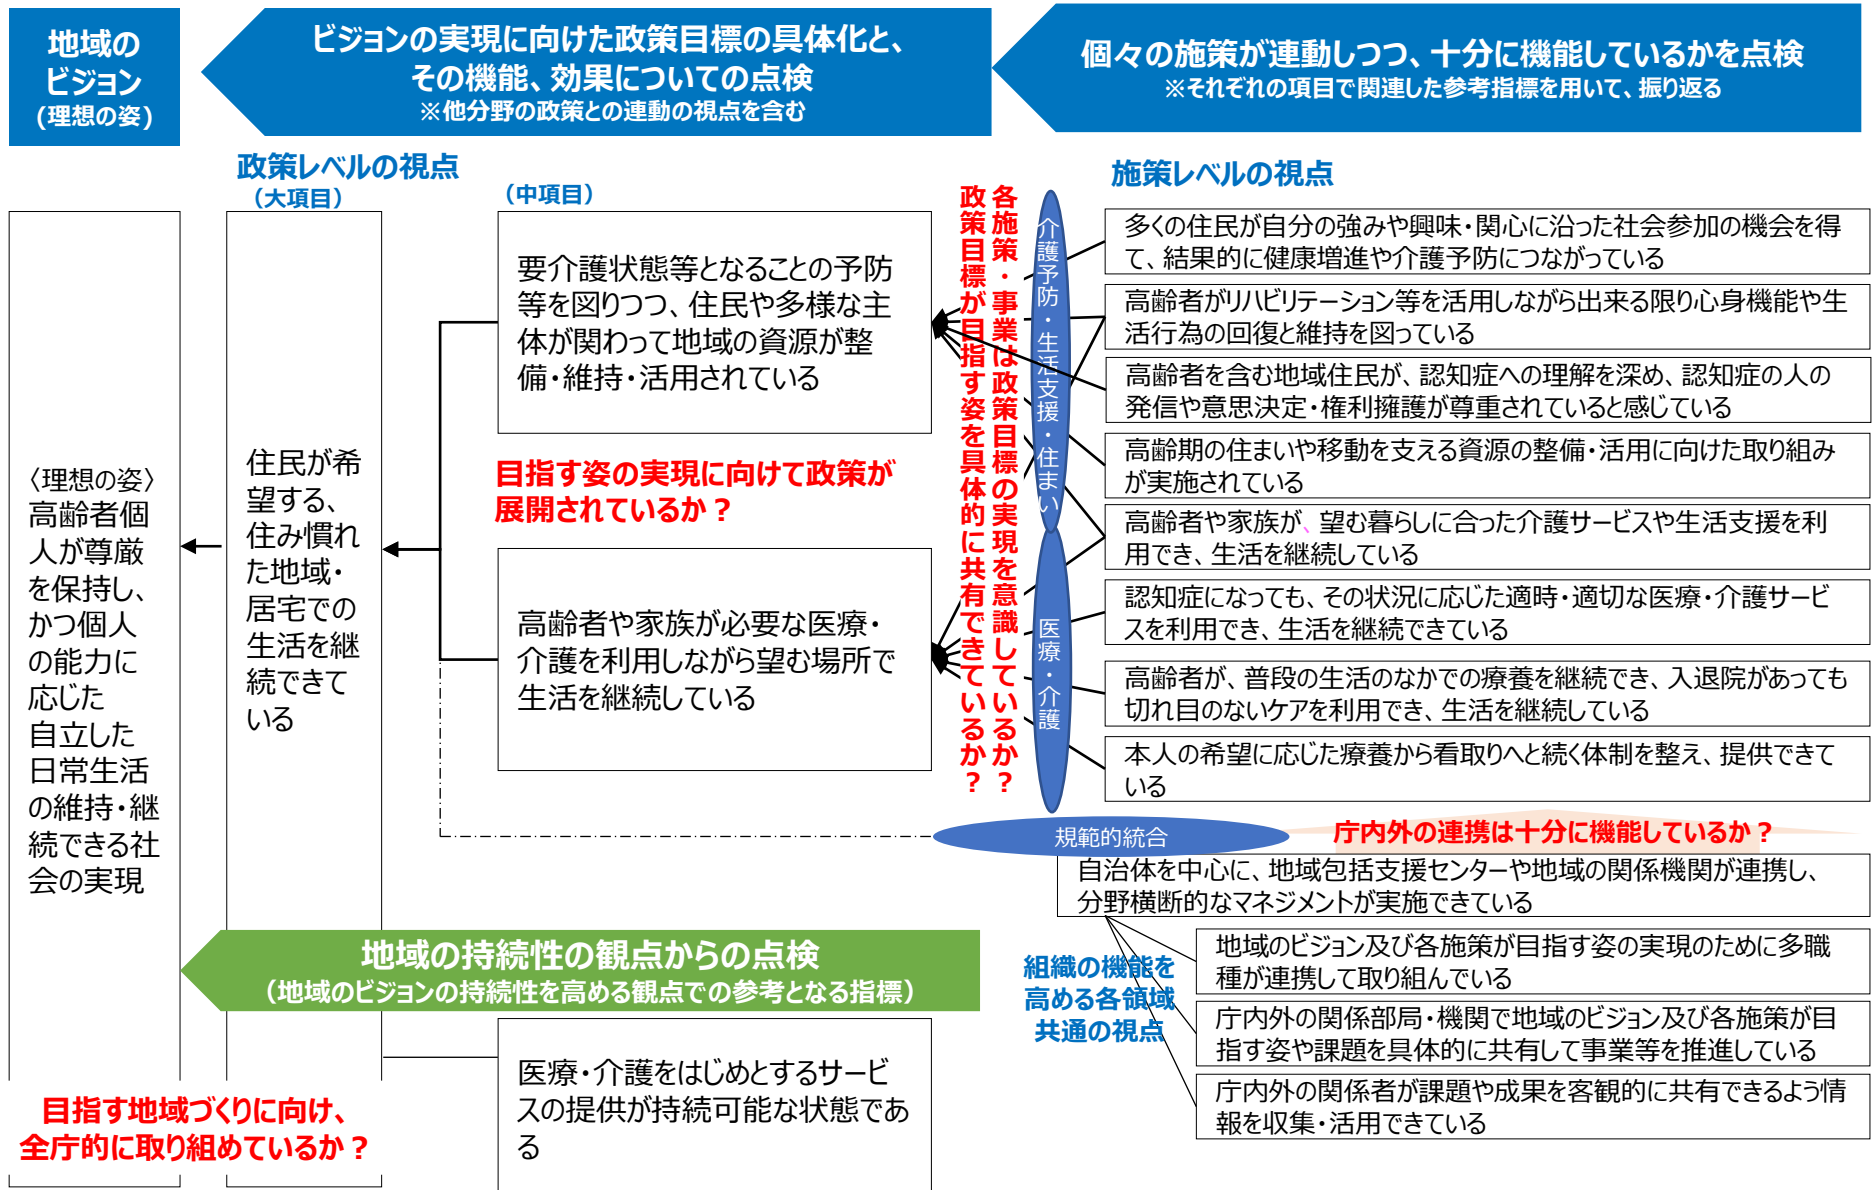 地域の
ビジョン
(理想の姿)
ビジョンの実現に向けた政策目標の具体化と、
その機能、効果についての点検
※他分野の政策との連動の視点を含む
個々の施策が連動しつつ、十分に機能しているかを点検
※それぞれの項目で関連した参考指標を用いて、振り返る
政策レベルの視点
（大項目）
（中項目）
施策レベルの視点
〈理想の姿〉
高齢者個
人が尊厳
を保持し、
かつ個人
の能力に
応じた
自立した
日常生活
の維持・継
続できる社
会の実現
住民が希
望する、
住み慣れ
た地域・
居宅での
生活を継
続できて
いる
要介護状態等となることの予防
等を図りつつ、住民や多様な主
体が関わって地域の資源が整
備・維持・活用されている
目指す姿の実現に向けて政策が
展開されているか？
高齢者や家族が必要な医療・
介護を利用しながら望む場所で
生活を継続している
各施策・事業は政策目標の実現を意識しているか？
政策目標が目指す姿を具体的に共有できているか？
介護予防・生活支援・住まい
医療・介護
多くの住民が自分の強みや興味・関心に沿った社会参加の機会を得
て、結果的に健康増進や介護予防につながっている
高齢者がリハビリテーション等を活用しながら出来る限り心身機能や生
活行為の回復と維持を図っている
高齢者を含む地域住民が、認知症への理解を深め、認知症の人の
発信や意思決定・権利擁護が尊重されていると感じている
高齢期の住まいや移動を支える資源の整備・活用に向けた取り組み
が実施されている
高齢者や家族が、望む暮らしに合った介護サービスや生活支援を利
用でき、生活を継続している
認知症になっても、その状況に応じた適時・適切な医療・介護サービ
スを利用でき、生活を継続できている
高齢者が、普段の生活のなかでの療養を継続でき、入退院があっても
切れ目のないケアを利用でき、生活を継続している
本人の希望に応じた療養から看取りへと続く体制を整え、提供できて
いる
規範的統合
庁内外の連携は十分に機能しているか？
自治体を中心に、地域包括支援センターや地域の関係機関が連携し、
分野横断的なマネジメントが実施できている
地域の持続性の観点からの点検
（地域のビジョンの持続性を高める観点での参考となる指標）
組織の機能を
高める各領域
共通の視点
地域のビジョン及び各施策が目指す姿の実現のために多職
種が連携して取り組んでいる
庁内外の関係部局・機関で地域のビジョン及び各施策が目
指す姿や課題を具体的に共有して事業等を推進している
庁内外の関係者が課題や成果を客観的に共有できるよう情
報を収集・活用できている
医療・介護をはじめとするサービ
スの提供が持続可能な状態であ
る
目指す地域づくりに向け、
全庁的に取り組めているか？